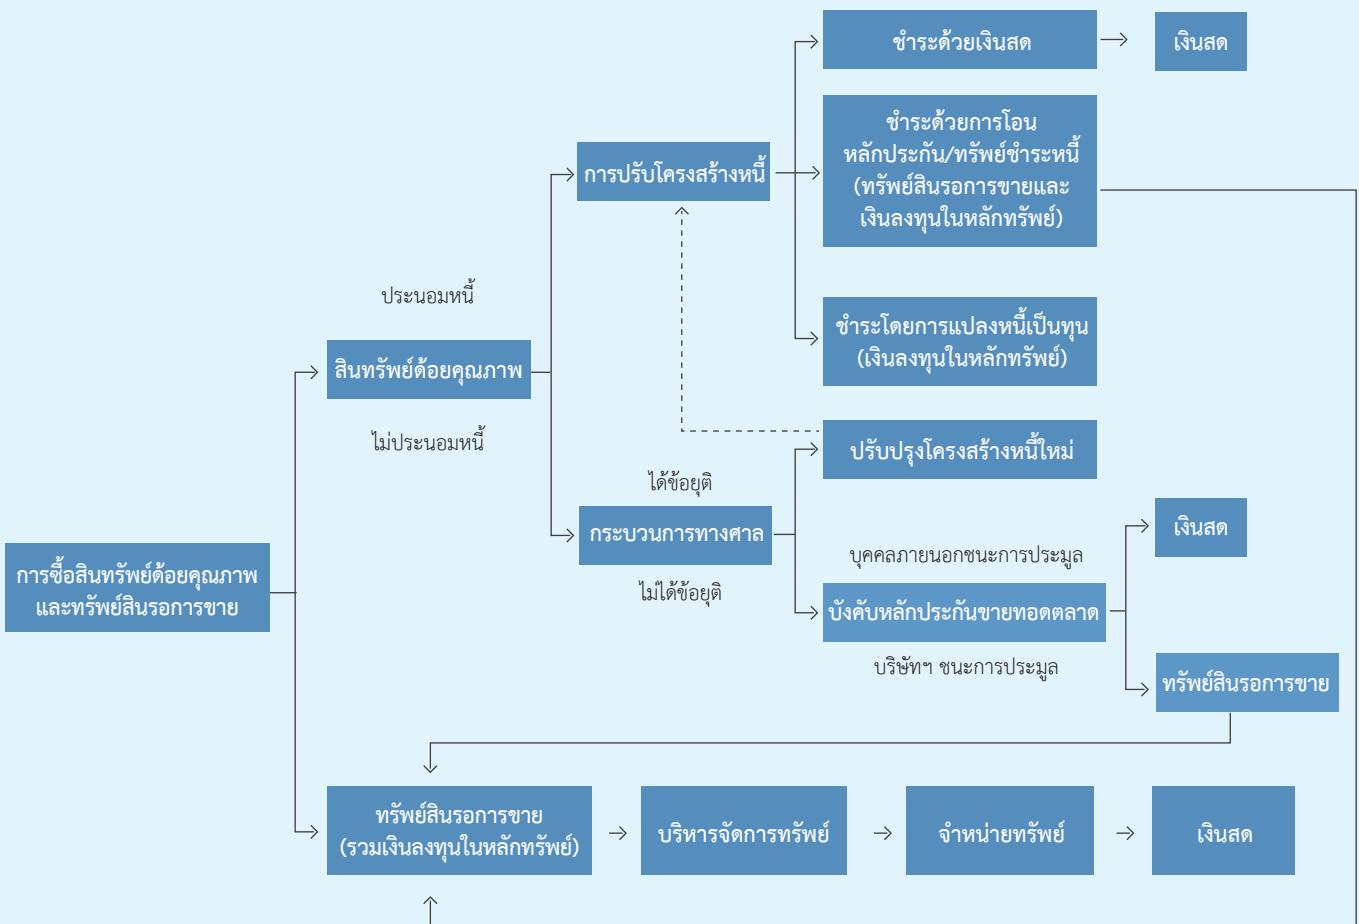 ชำระด้วยเงินสด
เงินสด
ชำระด้วยการโอน
หลักประกัน/ทรัพย์ชำระหนี้
(ทรัพย์สินรอการขายและ
เงินลงทุนในหลักทรัพย์)
การปรับโครงสร้างหนี้
ประนอมหนี้
ชำระโดยการแปลงหนี้เป็นทุน
(เงินลงทุนในหลักทรัพย์)
สินทรัพย์ด้อยคุณภาพ
ไม่ประนอมหนี้
ปรับปรุงโครงสร้างหนี้ใหม่
ได้ข้อยุติ
กระบวนการทางศาล
ไม่ได้ข้อยุติ
เงินสด
บุคคลภายนอกชนะการประมูล
บังคับหลักประกันขายทอดตลาด
บริษัทฯ ชนะการประมูล
การซื้อสินทรัพย์ด้อยคุณภาพ
และทรัพย์สินรอการขาย
ทรัพย์สินรอการขาย
ทรัพย์สินรอการขาย
(รวมเงินลงทุนในหลักทรัพย์)
บริหารจัดการทรัพย์
จำหน่ายทรัพย์
เงินสด